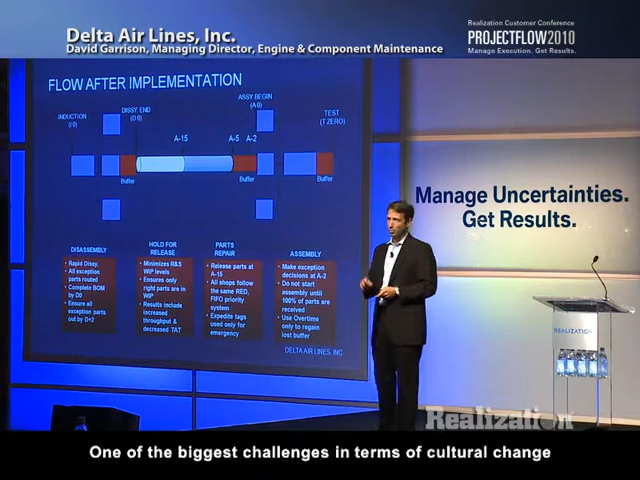 Delta Air Lines, Inc.
David Garrison, Managing Director, Engine & Component Maintenance
Realization Customer Conference
PROJECTFLOW2010
Manage Execution. Get Results.
FLOW AFTER IMPLEMENTATION
INDUCTION
(I 0)
DISSY. END
(D 0)
ASSY BEGIN
(A 0)
TEST
(T ZERO)
A-15
A-5
A-2
Buffer
Buffer
Buffer
DISASSEMBLY
• Rapid Dissy.
• All exception
parts routed
• Complete BOM
by D0
• Ensure all
exception parts
out by D+2
HOLD FOR
RELEASE
• Minimizes R&S
WIP levels
• Ensures only
right parts are in
WIP
• Results include
increased
throughput &
decreased TAT
PARTS
REPAIR
• Release parts at
A-15
• All shops follow
the same RED,
FIFO priority
system
• Expedite tags
used only for
emergency
ASSEMBLY
• Make exception
decisions at A-2
• Do not start
assembly until
100% of parts are
received
• Use Overtime
only to regain
lost buffer
DELTA AIR LINES, INC
Manage Uncertainties.
Get Results.
REALIZATION
Realization
One of the biggest challenges in terms of cultural change